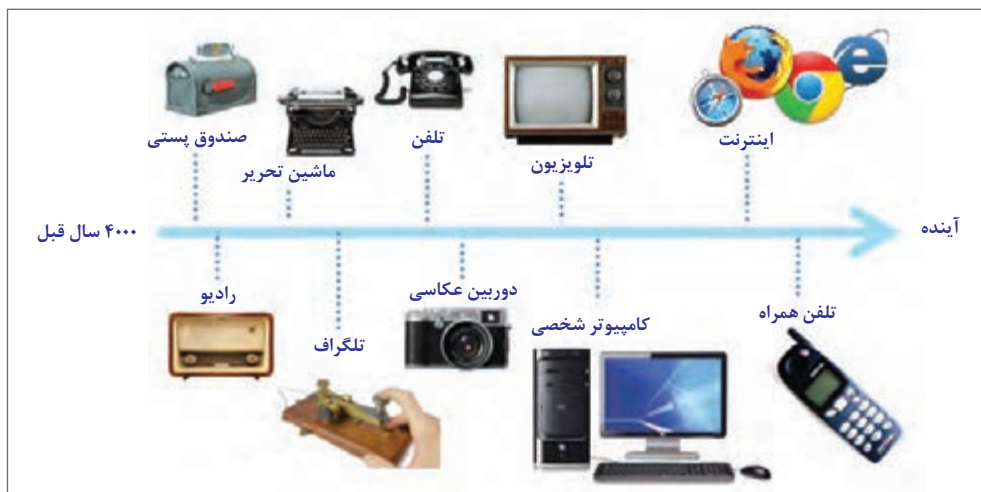 صندوق پستی
ماشین تحریر
تلفن
تلویزیون
اینترنت
۴۰۰۰ سال قبل
آینده
رادیو
تلگراف
دوربین عکاسی
کامپیوتر شخصی
تلفن همراه